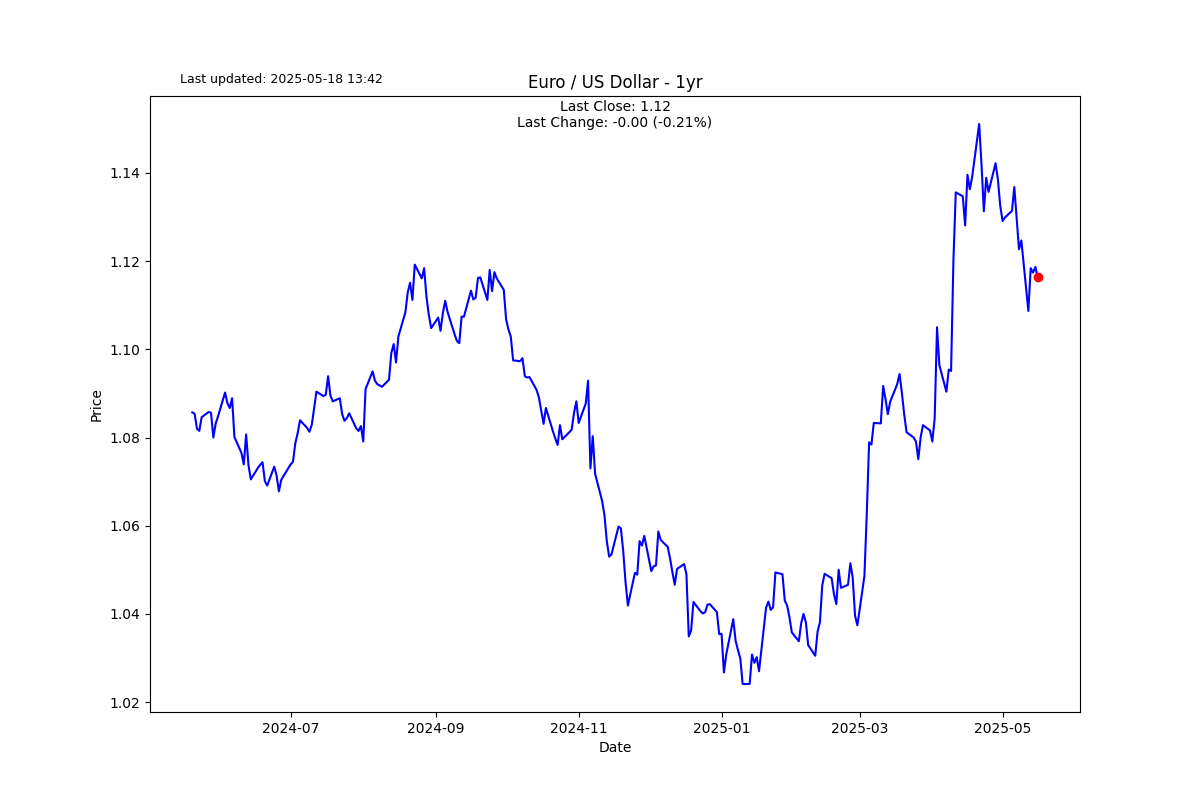 Last updated: 2025-05-18 13:42
Euro / US Dollar - 1yr
Last Close: 1.12
Last Change: -0.00 (-0.21%)
1.14
1.12
1.10
1.08
1.06
1.04
1.02
Price
2024-07
2024-09
2024-11
2025-01
2025-03
2025-05
Date